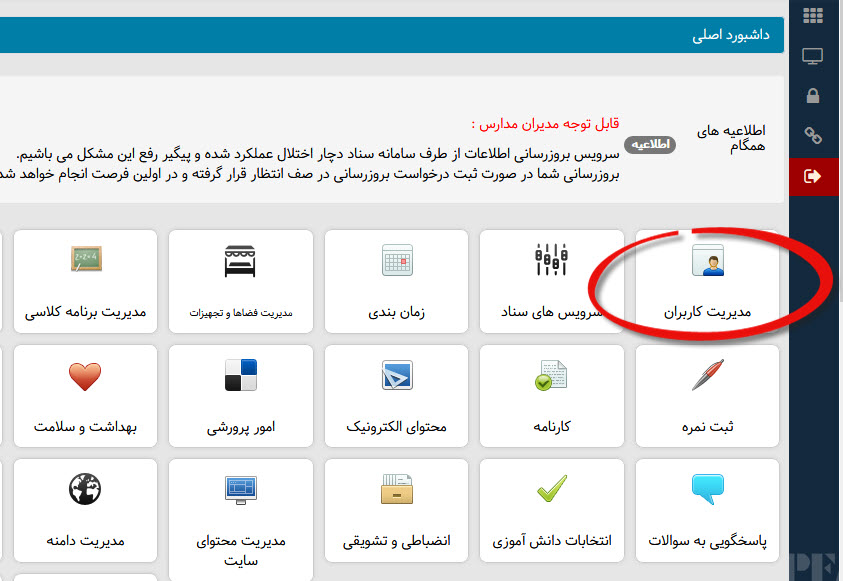 داشبورد اصلی
اطلاعیه های
همگام
اطلاعیه
قابل توجه مدیران مدارس :
سرویس بروزرسانی اطلاعات از طرف سامانه سناد دچار اختلال عملکرد شده و پیگیر رفع این مشکل می باشیم.
بروزرسانی شما در صورت ثبت درخواست بروزرسانی در صف انتظار قرار گرفته و در اولین فرصت انجام خواهد شد
مدیریت کاربران
سرویس های سناد
زمان بندی
مدیریت فضاها و تجهیزات
مدیریت برنامه کلاسی
ثبت نمره
کارنامه
محتوای الکترونیک
امور پرورشی
بهداشت و سلامت
پاسخگویی به سوالات
انتخابات دانش آموزی
انضباطی و تشویقی
مدیریت محتوای
سایت
مدیریت دامنه